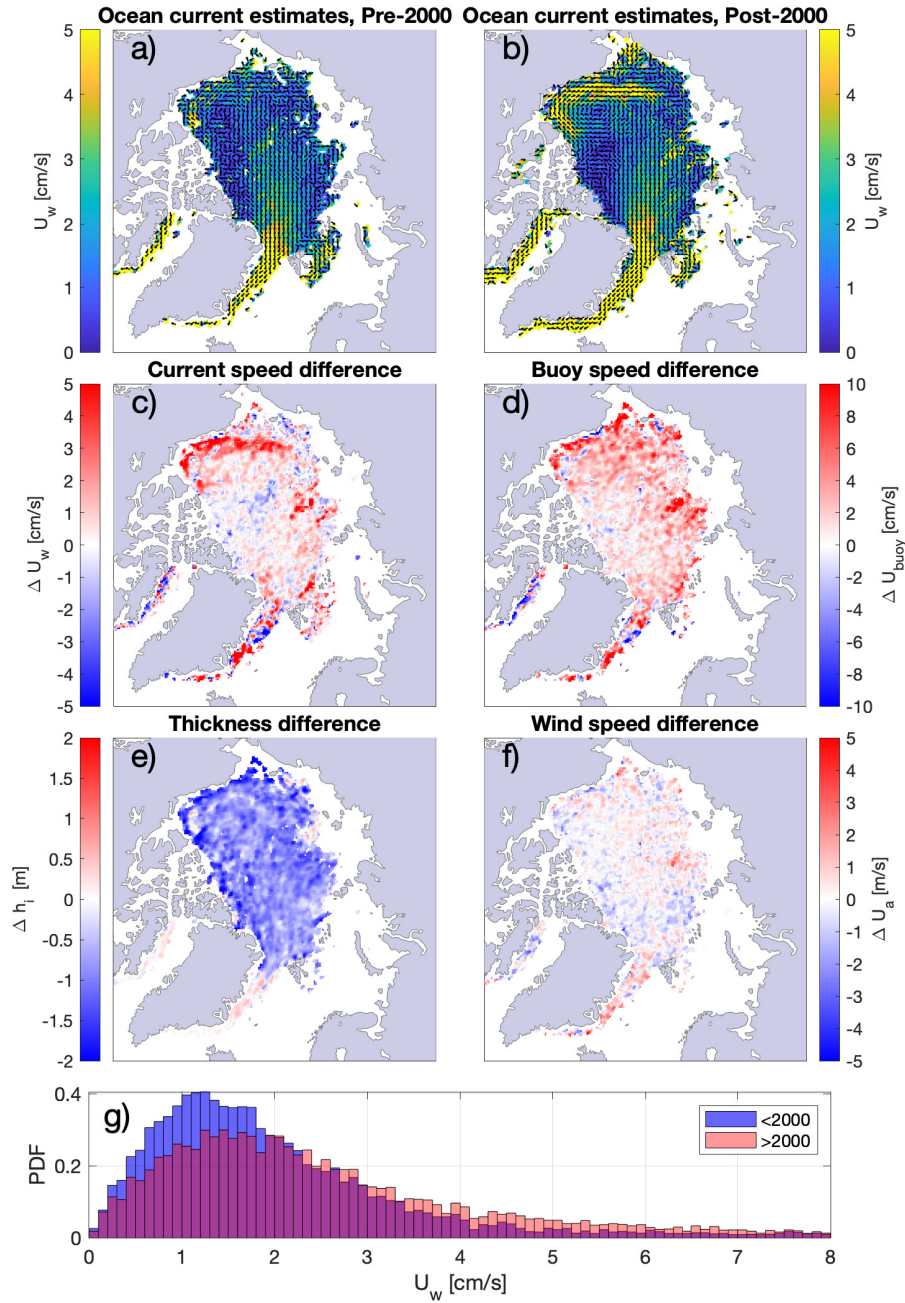 Ocean current estimates, Pre-2000
Ocean current estimates, Post-2000
a)
b)
5
4
3
2
1
0
U_w [cm/s]
5
4
3
2
1
0
U_w [cm/s]
Current speed difference
Buoy speed difference
c)
d)
5
4
3
2
1
0
-1
-2
-3
-4
-5
Δ U_w [cm/s]
10
8
6
4
2
0
-2
-4
-6
-8
-10
Δ U_buoy [cm/s]
Thickness difference
Wind speed difference
e)
f)
2
1.5
1
0.5
0
-0.5
-1
-1.5
-2
Δ h_i [m]
5
4
3
2
1
0
-1
-2
-3
-4
-5
Δ U_a [m/s]
g)
0.4
0.2
0
PDF
<2000
>2000
0 1 2 3 4 5 6 7 8
U_w [cm/s]